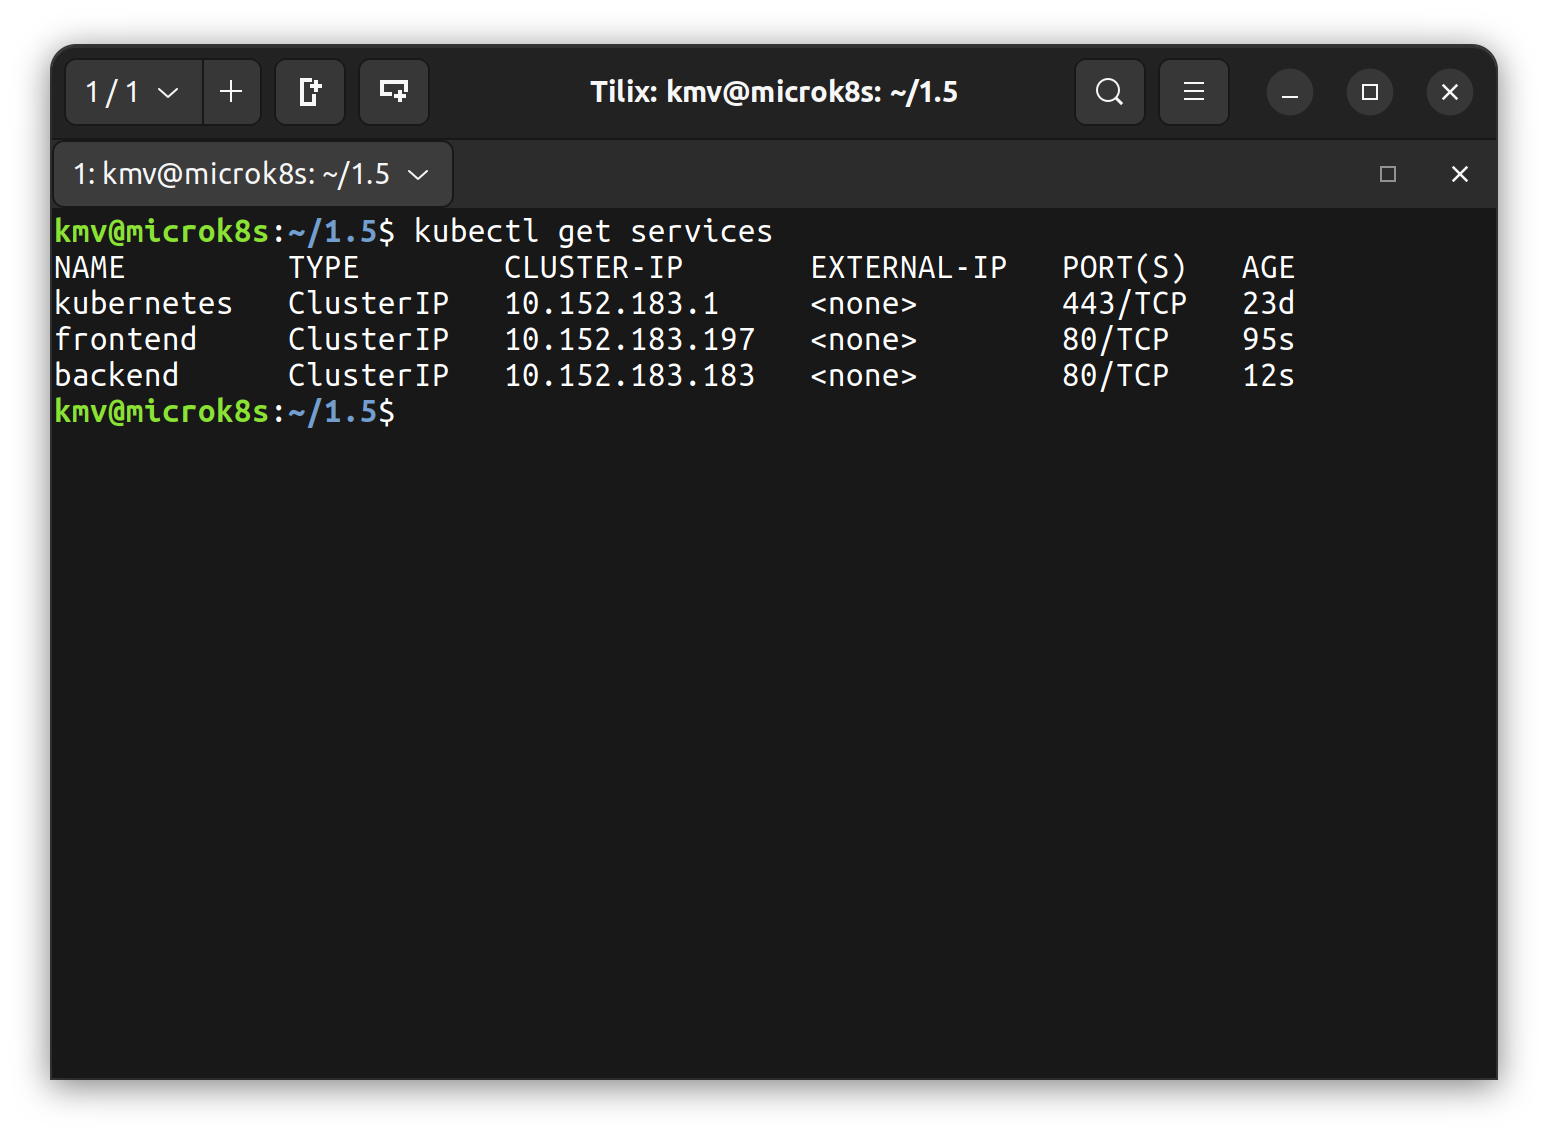 1 / 1
Tilix: kmv@microk8s: ~/1.5
1: kmv@microk8s: ~/1.5
kmv@microk8s:~/1.5$ kubectl get services
NAME TYPE CLUSTER-IP EXTERNAL-IP PORT(S) AGE
kubernetes ClusterIP 10.152.183.1 <none> 443/TCP 23d
frontend ClusterIP 10.152.183.197 <none> 80/TCP 95s
backend ClusterIP 10.152.183.183 <none> 80/TCP 12s
kmv@microk8s:~/1.5$